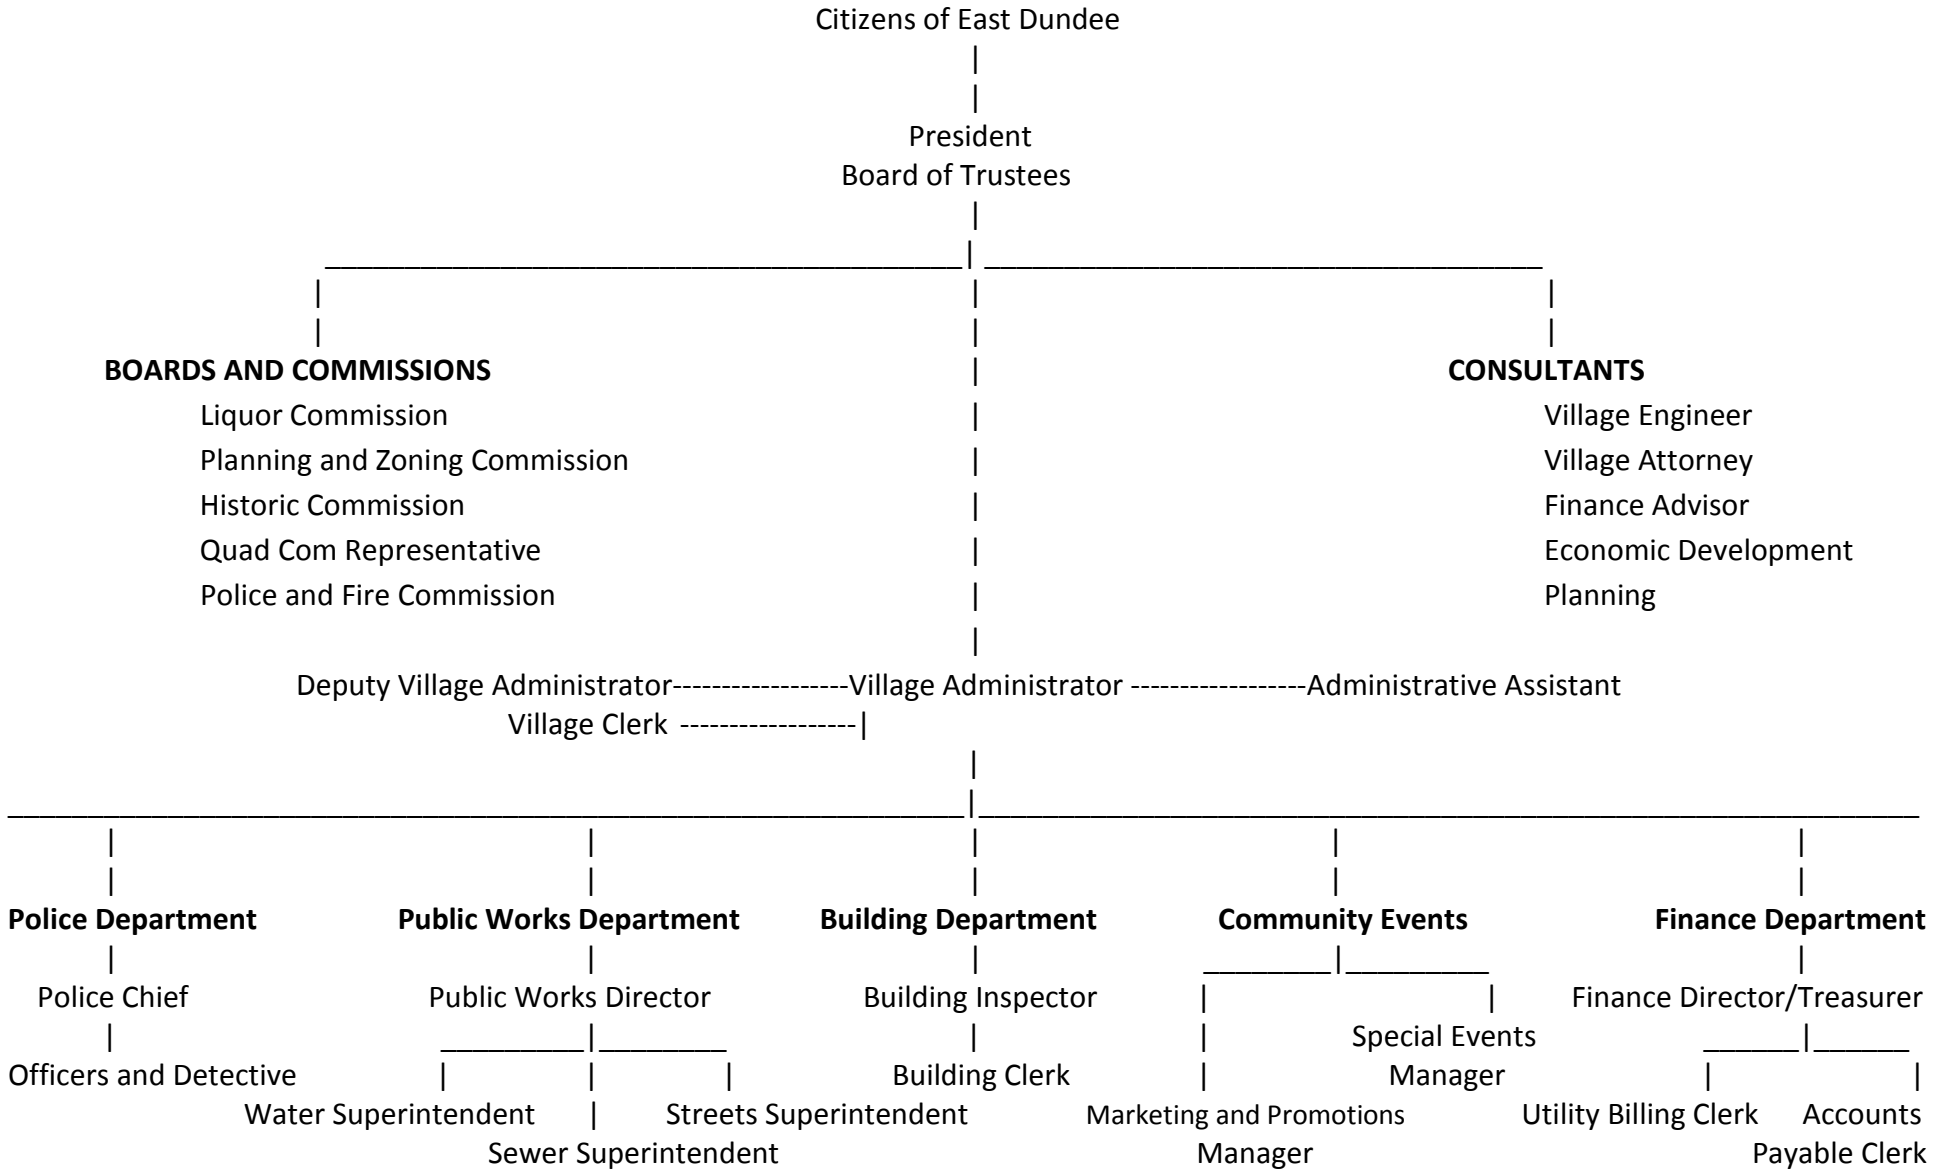 Citizens of East Dundee
President
Board of Trustees
BOARDS AND COMMISSIONS
Liquor Commission
Planning and Zoning Commission
Historic Commission
Quad Com Representative
Police and Fire Commission
CONSULTANTS
Village Engineer
Village Attorney
Finance Advisor
Economic Development
Planning
Deputy Village Administrator------------------Village Administrator ------------------Administrative Assistant
Village Clerk ------------------|
Police Department
Police Chief
Officers and Detective
Public Works Department
Public Works Director
Water Superintendent
Sewer Superintendent
Streets Superintendent
Building Department
Building Inspector
Building Clerk
Community Events
Marketing and Promotions
Manager
Special Events
Manager
Finance Department
Finance Director/Treasurer
Utility Billing Clerk
Accounts
Payable Clerk